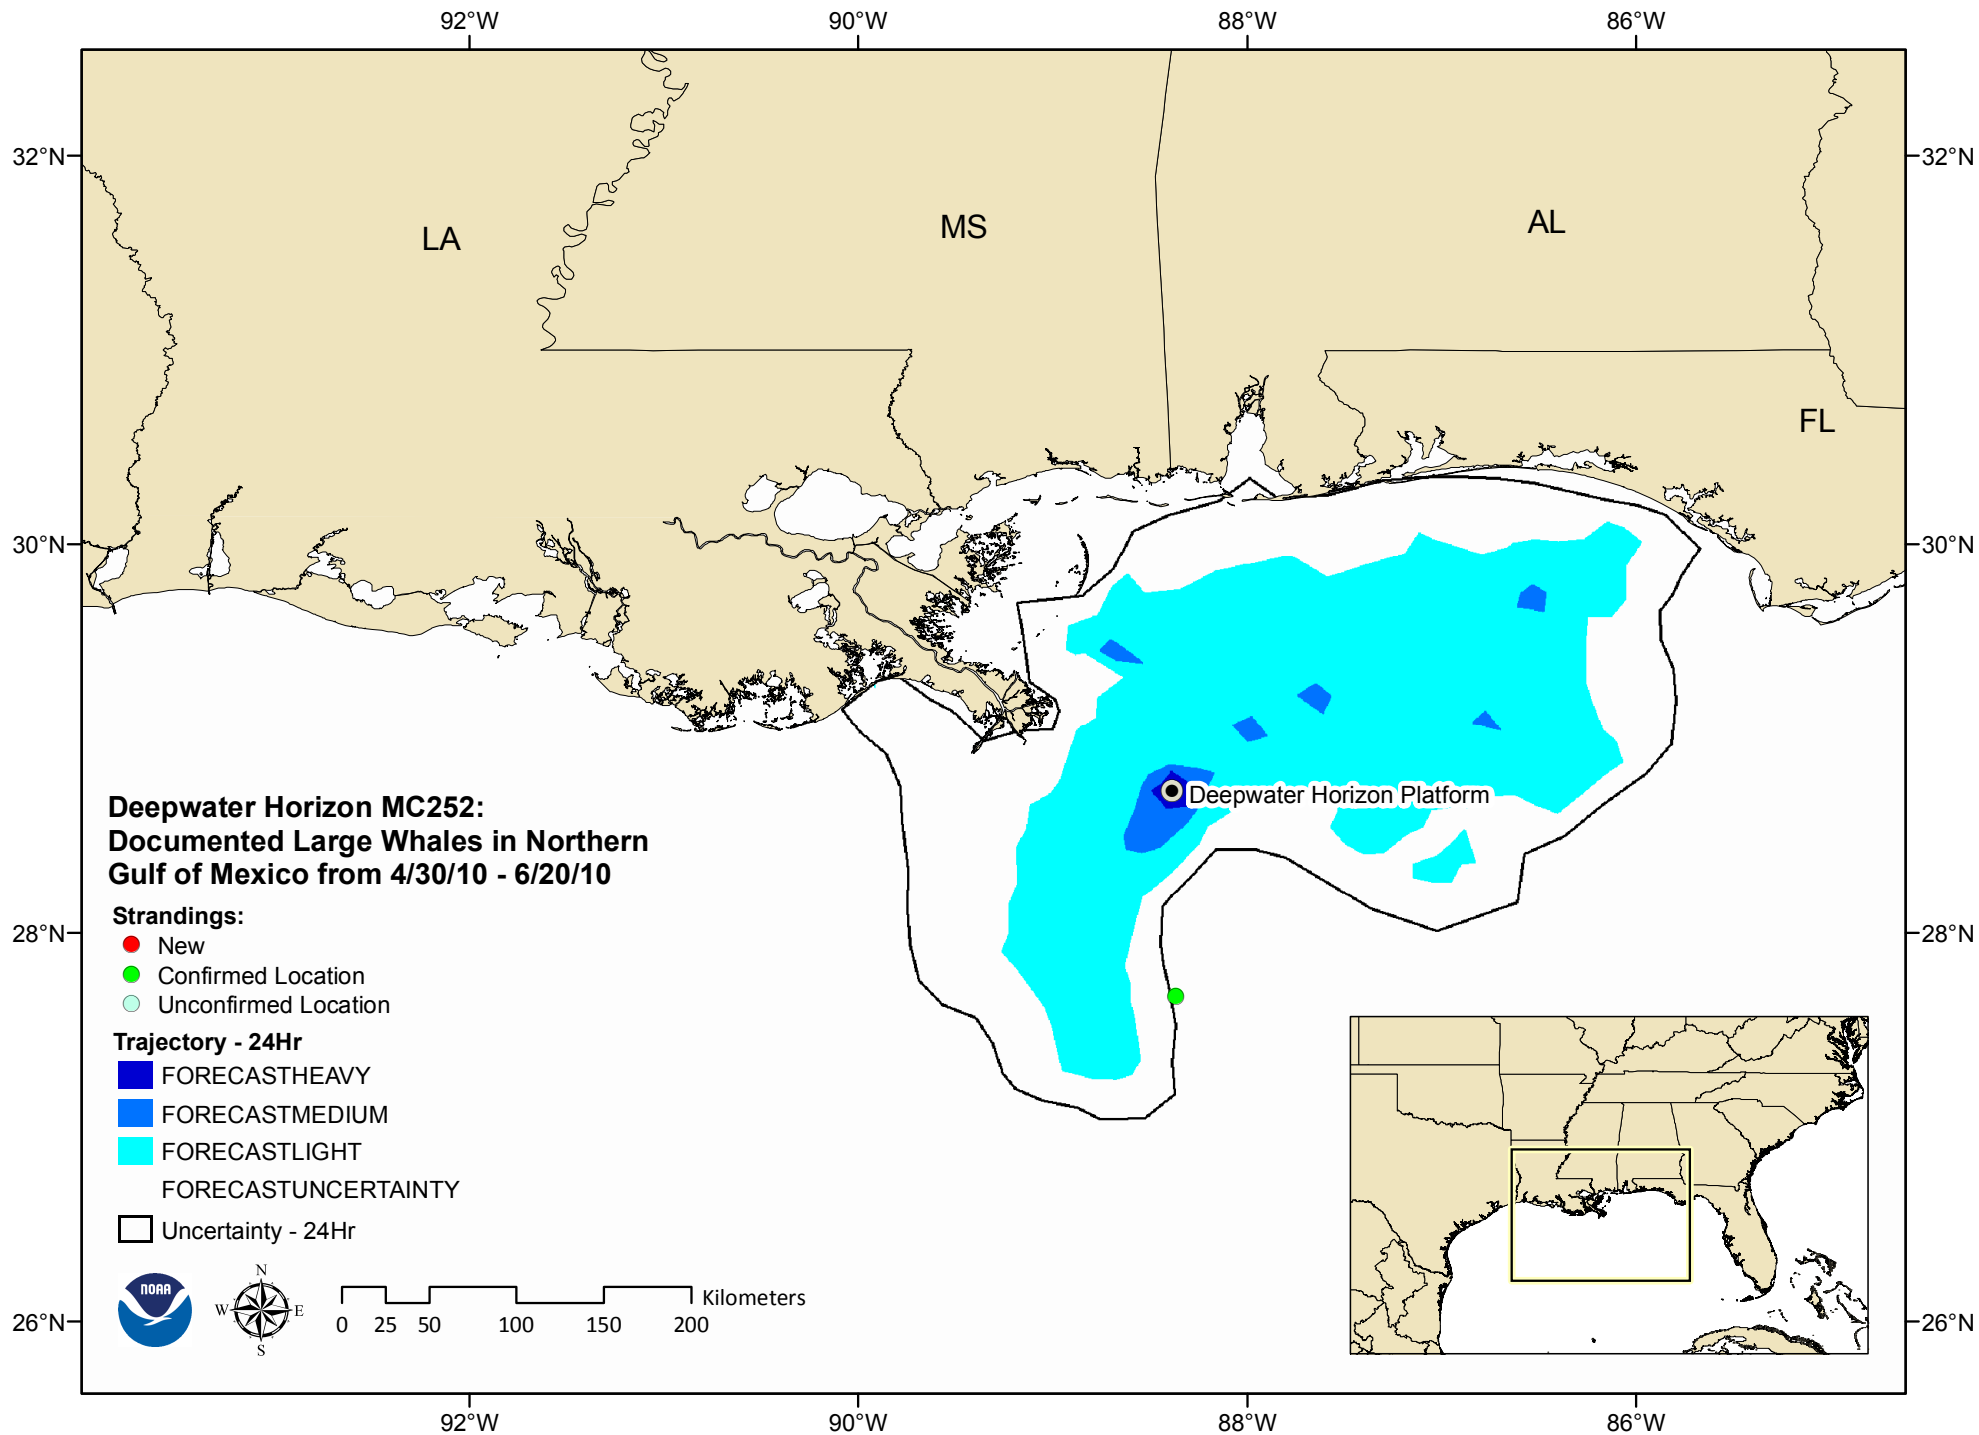 92°W 90°W 88°W 86°W
32°N 32°N
LA MS AL
FL
30°N 30°N
Deepwater Horizon Platform
Deepwater Horizon MC252:
Documented Large Whales in Northern
Gulf of Mexico from 4/30/10 - 6/20/10
Strandings:
New
Confirmed Location
Unconfirmed Location
28°N 28°N
Trajectory - 24Hr
FORECASTHEAVY
FORECASTMEDIUM
FORECASTLIGHT
FORECASTUNCERTAINTY
Uncertainty - 24Hr
NOAA
N
W E
S
Kilometers
0 25 50 100 150 200
26°N 26°N
92°W 90°W 88°W 86°W